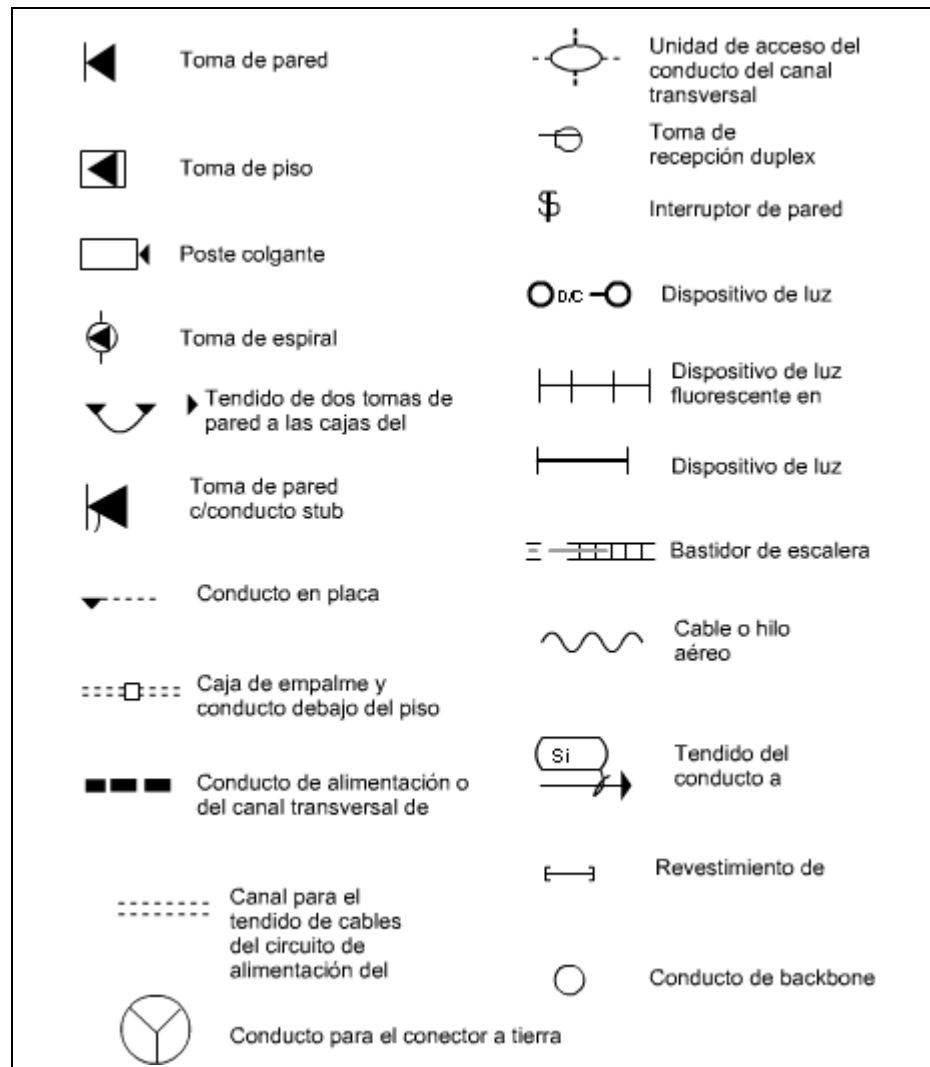 Toma de pared
Toma de piso
Poste colgante
Toma de espiral
Tendido de dos tomas de
pared a las cajas del
Toma de pared
c/conducto stub
Conducto en placa
Caja de empalme y
conducto debajo del piso
Conducto de alimentación o
del canal transversal de
Canal para el
tendido de cables
del circuito de
alimentación del
Conducto para el conector a tierra
Unidad de acceso del
conducto del canal
transversal
Toma de
recepción duplex
$ Interruptor de pared
D/C Dispositivo de luz
Dispositivo de luz
fluorescente en
Dispositivo de luz
Bastidor de escalera
Cable o hilo
aéreo
Si Tendido del
conducto a
Revestimiento de
Conducto de backbone